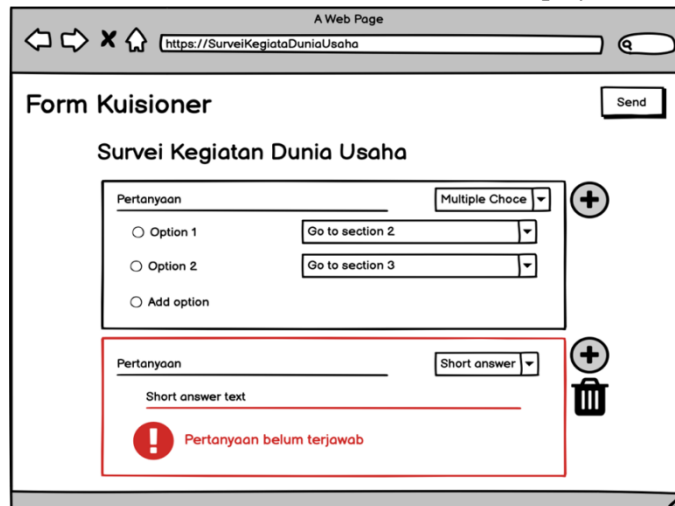 A Web Page
https://SurveiKegiataDuniaUsaha
Form Kuisioner
Send
Survei Kegiatan Dunia Usaha
Pertanyaan
Multiple Choce
Option 1
Go to section 2
Option 2
Go to section 3
Add option
Pertanyaan
Short answer
Short answer text
Pertanyaan belum terjawab